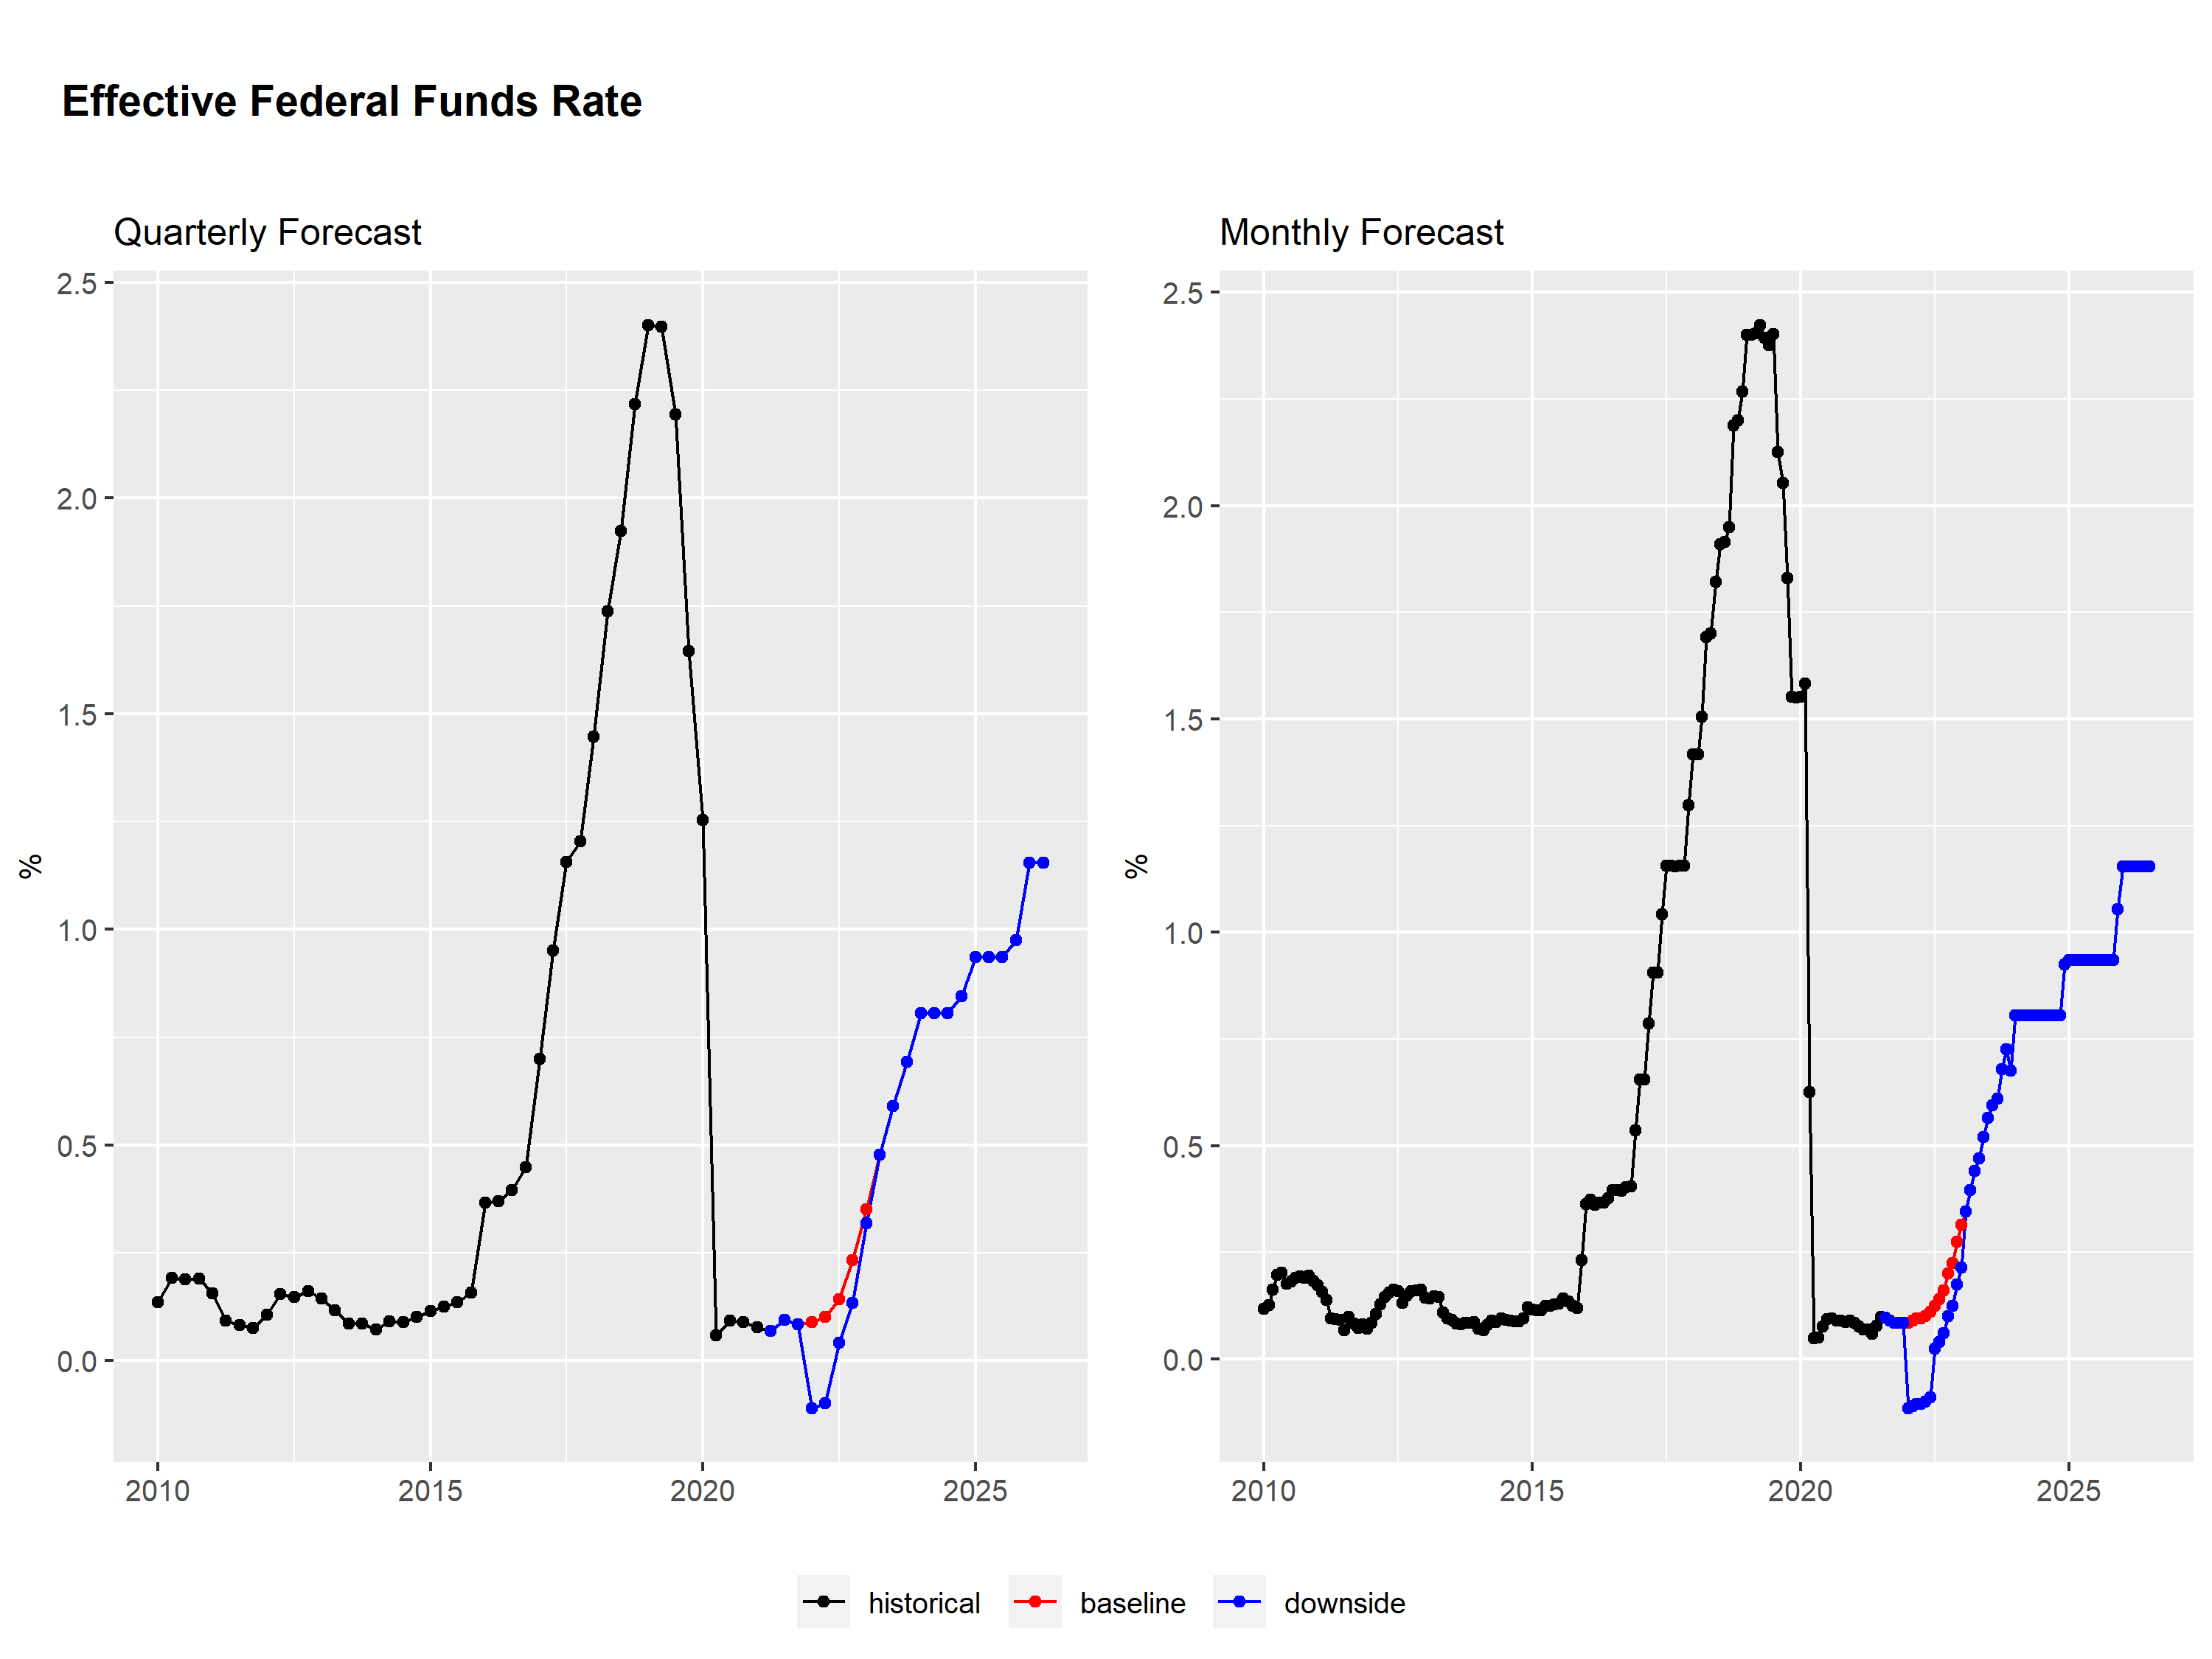 Effective Federal Funds Rate
Quarterly Forecast
2.5
2.0
1.5
1.0
0.5
0.0
%
2010 2015 2020 2025
Monthly Forecast
2.5
2.0
1.5
1.0
0.5
0.0
%
2010 2015 2020 2025
historical baseline downside